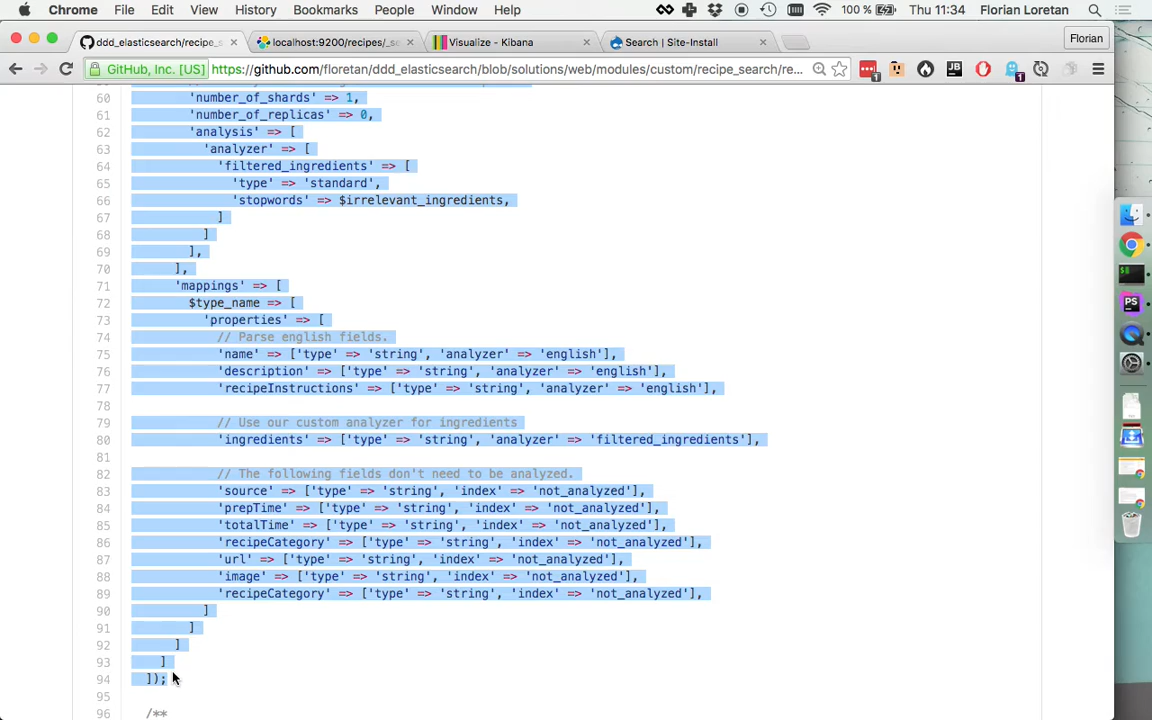 Chrome File Edit View History Bookmarks People Window Help 100 % Thu 11:34 Florian Loretan
ddd_elasticsearch/recipe_s × localhost:9200/recipes/_se × Visualize - Kibana × Search | Site-Install × Florian
GitHub, Inc. [US] https://github.com/floretan/ddd_elasticsearch/blob/solutions/web/modules/custom/recipe_search/re...
60 'number_of_shards' => 1,
61 'number_of_replicas' => 0,
62 'analysis' => [
63 'analyzer' => [
64 'filtered_ingredients' => [
65 'type' => 'standard',
66 'stopwords' => $irrelevant_ingredients,
67 ]
68 ]
69 ],
70 ],
71 'mappings' => [
72 $type_name => [
73 'properties' => [
74 // Parse english fields.
75 'name' => ['type' => 'string', 'analyzer' => 'english'],
76 'description' => ['type' => 'string', 'analyzer' => 'english'],
77 'recipeInstructions' => ['type' => 'string', 'analyzer' => 'english'],
78
79 // Use our custom analyzer for ingredients
80 'ingredients' => ['type' => 'string', 'analyzer' => 'filtered_ingredients'],
81
82 // The following fields don't need to be analyzed.
83 'source' => ['type' => 'string', 'index' => 'not_analyzed'],
84 'prepTime' => ['type' => 'string', 'index' => 'not_analyzed'],
85 'totalTime' => ['type' => 'string', 'index' => 'not_analyzed'],
86 'recipeCategory' => ['type' => 'string', 'index' => 'not_analyzed'],
87 'url' => ['type' => 'string', 'index' => 'not_analyzed'],
88 'image' => ['type' => 'string', 'index' => 'not_analyzed'],
89 'recipeCategory' => ['type' => 'string', 'index' => 'not_analyzed'],
90 ]
91 ]
92 ]
93 ]
94 ]);
95
96 /**